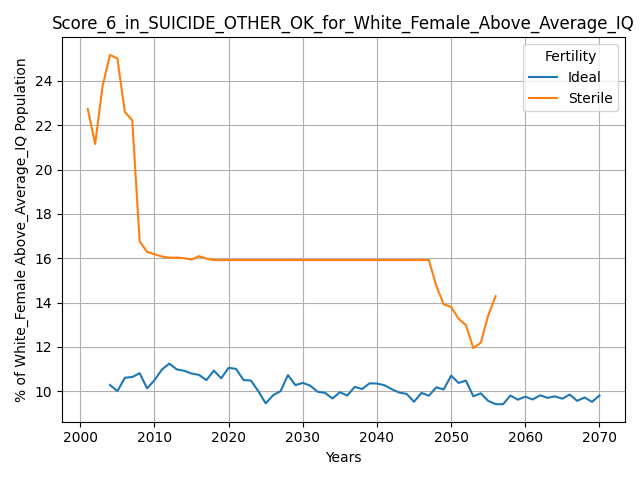 Score_6_in_SUICIDE_OTHER_OK_for_White_Female_Above_Average_IQ
Fertility
Ideal
Sterile
% of White_Female Above_Average_IQ Population
24
22
20
18
16
14
12
10
2000 2010 2020 2030 2040 2050 2060 2070
Years